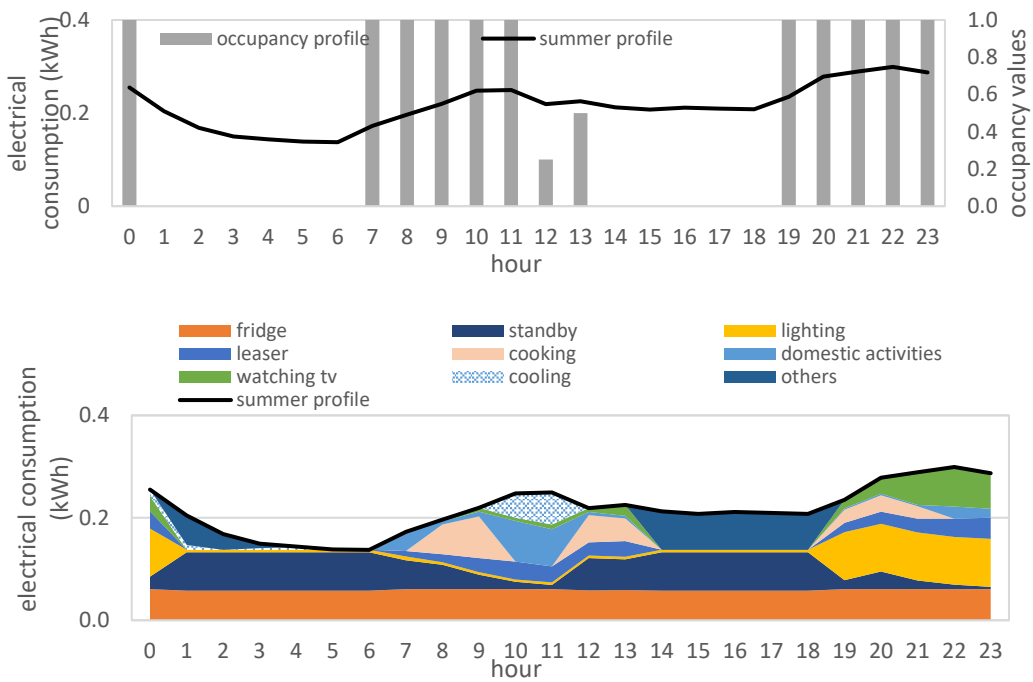 electrical
consumption (kWh)
0.4
0.2
0
occupancy profile
summer profile
1.0
0.8
0.6
0.4
0.2
0.0
occupancy values
0 1 2 3 4 5 6 7 8 9 10 11 12 13 14 15 16 17 18 19 20 21 22 23
hour
fridge standby lighting
leaser cooking domestic activities
watching tv cooling others
summer profile
electrical consumption
(kWh)
0.4
0.2
0.0
0 1 2 3 4 5 6 7 8 9 10 11 12 13 14 15 16 17 18 19 20 21 22 23
hour